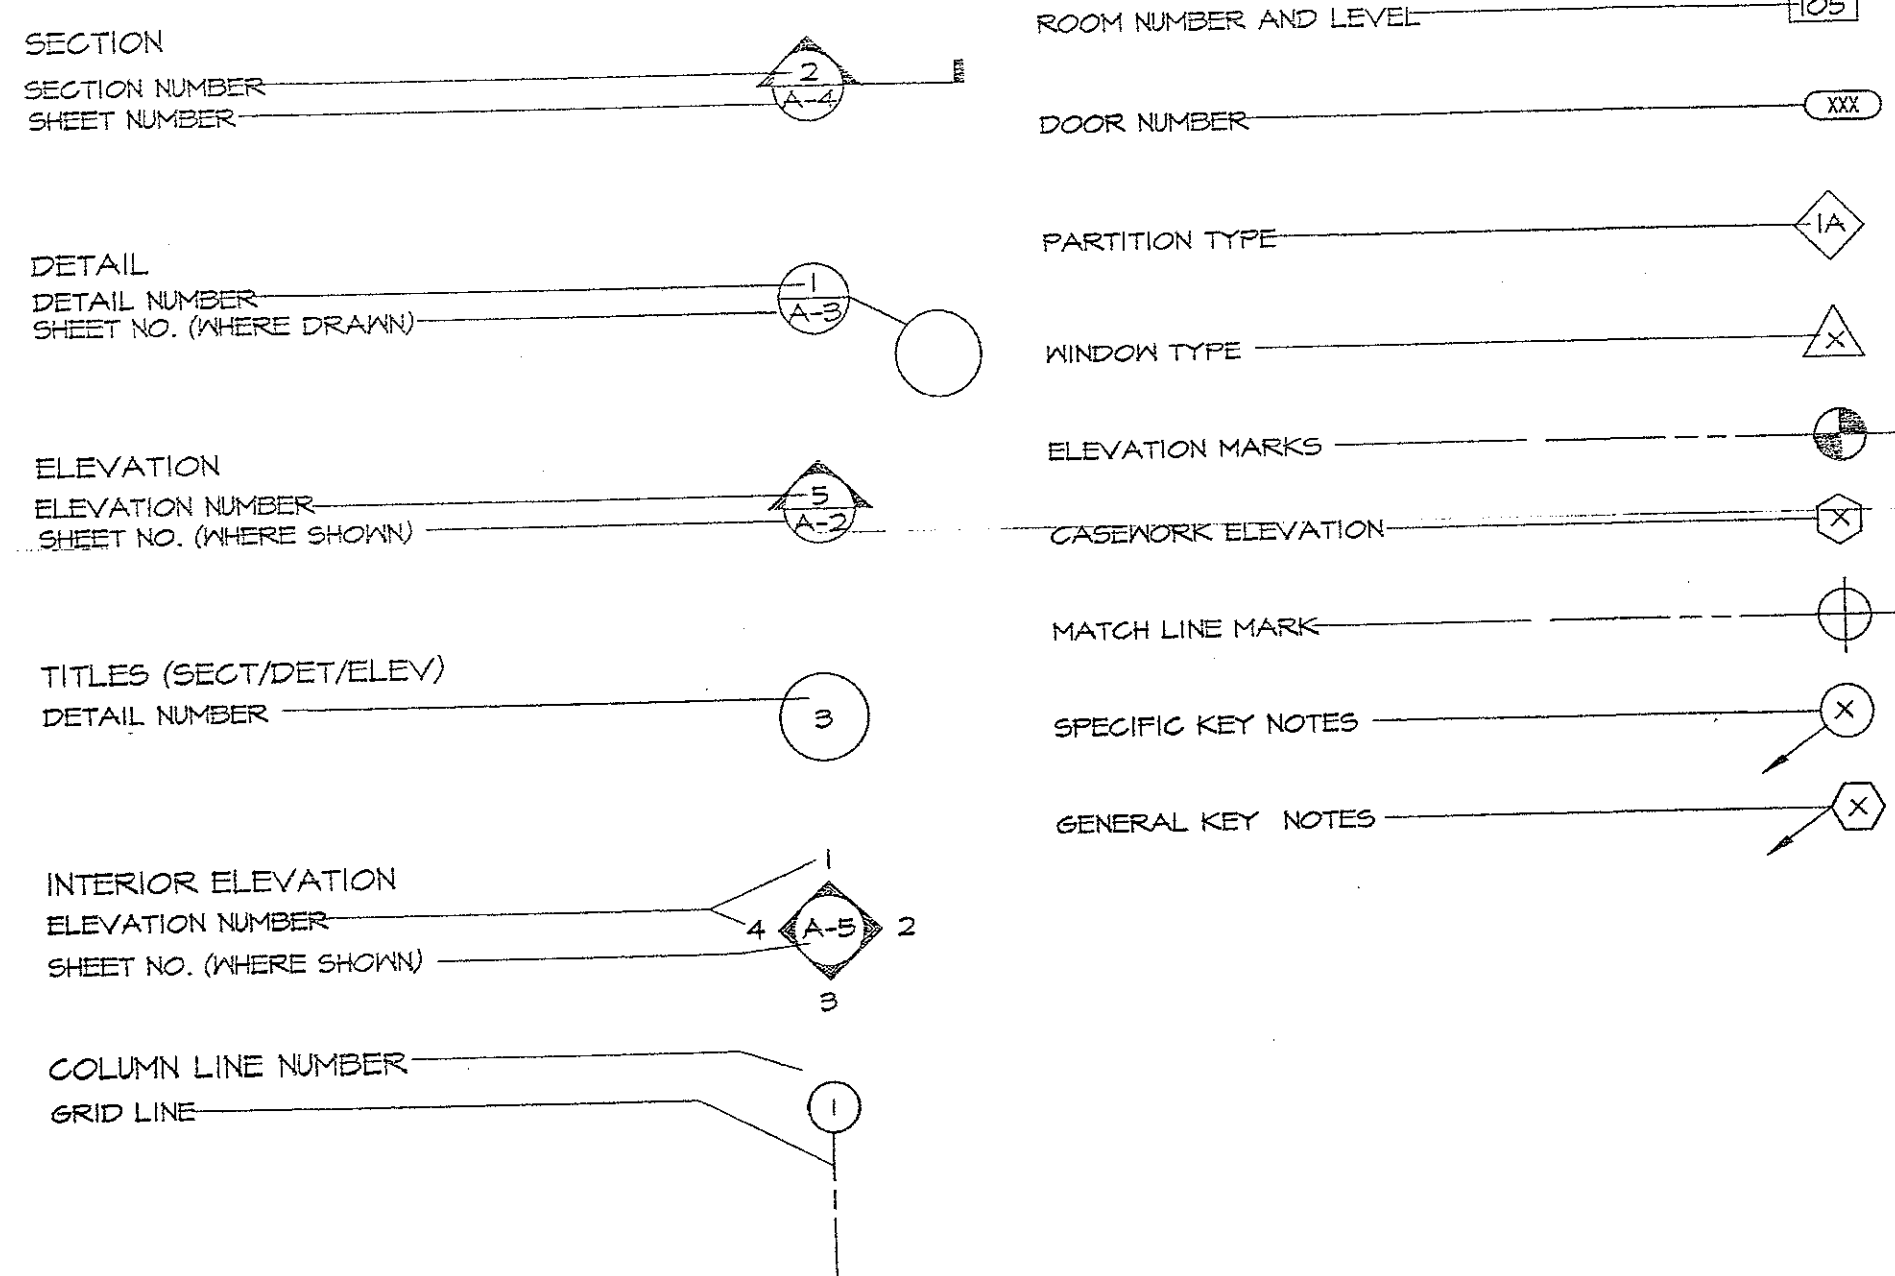 SECTION
SECTION NUMBER
SHEET NUMBER
2
A-4
DETAIL
DETAIL NUMBER
SHEET NO. (WHERE DRAWN)
1
A-3
ELEVATION
ELEVATION NUMBER
SHEET NO. (WHERE SHOWN)
5
A-2
TITLES (SECT/DET/ELEV)
DETAIL NUMBER
3
INTERIOR ELEVATION
ELEVATION NUMBER
SHEET NO. (WHERE SHOWN)
1
4 A-5 2
3
COLUMN LINE NUMBER
GRID LINE
1
ROOM NUMBER AND LEVEL
105
DOOR NUMBER
XXX
PARTITION TYPE
1A
WINDOW TYPE
X
ELEVATION MARKS
CASEWORK ELEVATION
X
MATCH LINE MARK
SPECIFIC KEY NOTES
X
GENERAL KEY NOTES
X